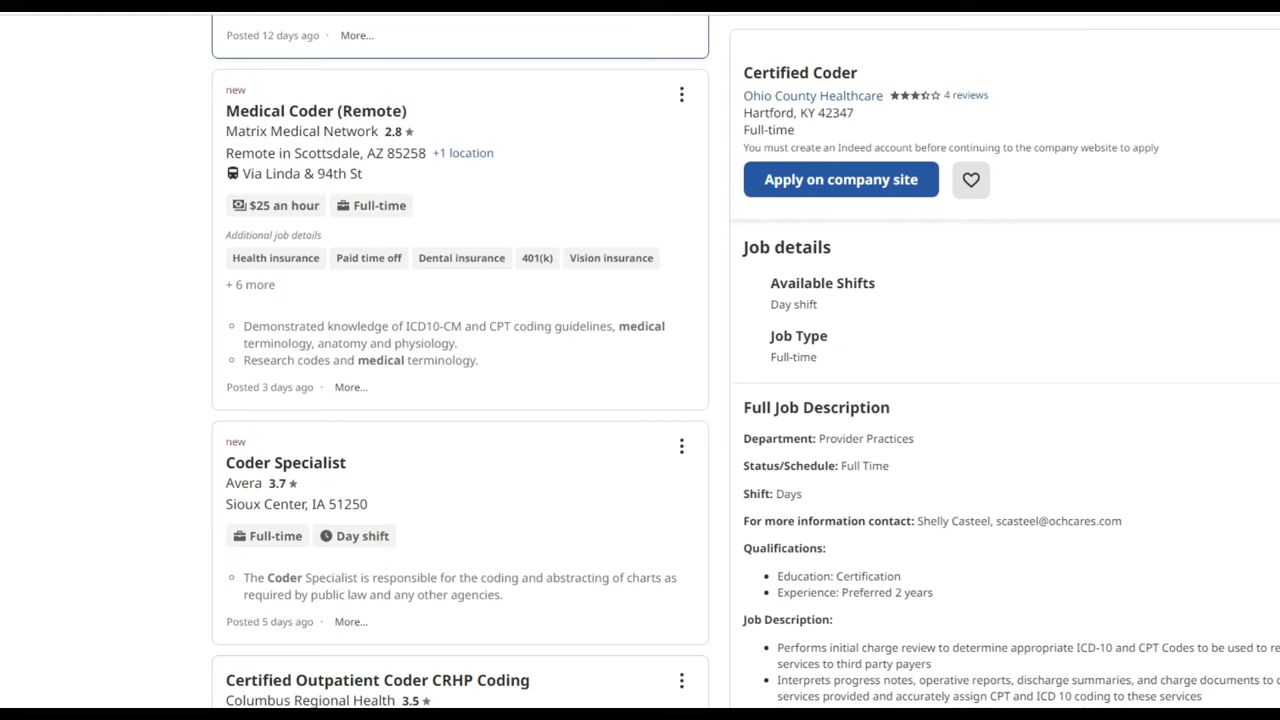 Posted 12 days ago · More...
new
Medical Coder (Remote)
Matrix Medical Network 2.8 ★
Remote in Scottsdale, AZ 85258 +1 location
Via Linda & 94th St
$25 an hour Full-time
Additional job details
Health insurance Paid time off Dental insurance 401(k) Vision insurance
+ 6 more
Demonstrated knowledge of ICD10-CM and CPT coding guidelines, medical
terminology, anatomy and physiology.
Research codes and medical terminology.
Posted 3 days ago · More...
new
Coder Specialist
Avera 3.7 ★
Sioux Center, IA 51250
Full-time Day shift
The Coder Specialist is responsible for the coding and abstracting of charts as
required by public law and any other agencies.
Posted 5 days ago · More...
Certified Outpatient Coder CRHP Coding
Columbus Regional Health 3.5 ★
Certified Coder
Ohio County Healthcare 4 reviews
Hartford, KY 42347
Full-time
You must create an Indeed account before continuing to the company website to apply
Apply on company site
Job details
Available Shifts
Day shift
Job Type
Full-time
Full Job Description
Department: Provider Practices
Status/Schedule: Full Time
Shift: Days
For more information contact: Shelly Casteel, scasteel@ochcares.com
Qualifications:
Education: Certification
Experience: Preferred 2 years
Job Description:
Performs initial charge review to determine appropriate ICD-10 and CPT Codes to be used to re
services to third party payers
Interprets progress notes, operative reports, discharge summaries, and charge documents to
services provided and accurately assign CPT and ICD 10 coding to these services